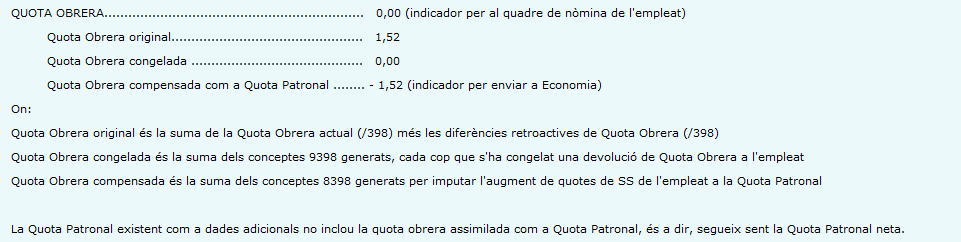 QUOTA OBRERA.................................................................. 0,00 (indicador per al quadre de nòmina de l'empleat)
Quota Obrera original................................................. 1,52
Quota Obrera congelada ............................................ 0,00
Quota Obrera compensada com a Quota Patronal ........ - 1,52 (indicador per enviar a Economia)
On:
Quota Obrera original és la suma de la Quota Obrera actual (/398) més les diferències retroactives de Quota Obrera (/398)
Quota Obrera congelada és la suma dels conceptes 9398 generats, cada cop que s'ha congelat una devolució de Quota Obrera a l'empleat
Quota Obrera compensada és la suma dels conceptes 8398 generats per imputar l'augment de quotes de SS de l'empleat a la Quota Patronal
La Quota Patronal existent com a dades adicionals no inclou la quota obrera assimilada com a Quota Patronal, és a dir, segueix sent la Quota Patronal neta.